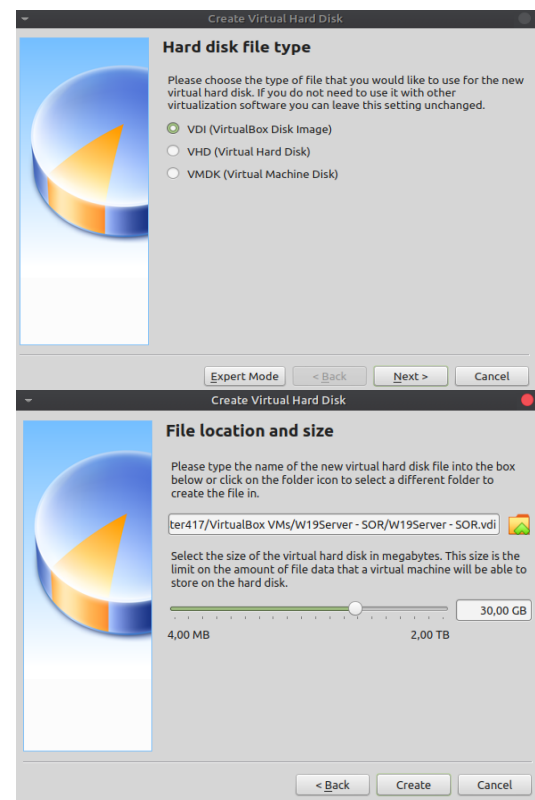 Create Virtual Hard Disk
Hard disk file type
Please choose the type of file that you would like to use for the new
virtual hard disk. If you do not need to use it with other
virtualization software you can leave this setting unchanged.
VDI (VirtualBox Disk Image)
VHD (Virtual Hard Disk)
VMDK (Virtual Machine Disk)
Expert Mode < Back Next > Cancel
Create Virtual Hard Disk
File location and size
Please type the name of the new virtual hard disk file into the box
below or click on the folder icon to select a different folder to
create the file in.
ter417/VirtualBox VMs/W19Server - SOR/W19Server - SOR.vdi
Select the size of the virtual hard disk in megabytes. This size is the
limit on the amount of file data that a virtual machine will be able to
store on the hard disk.
30,00 GB
4,00 MB 2,00 TB
< Back Create Cancel